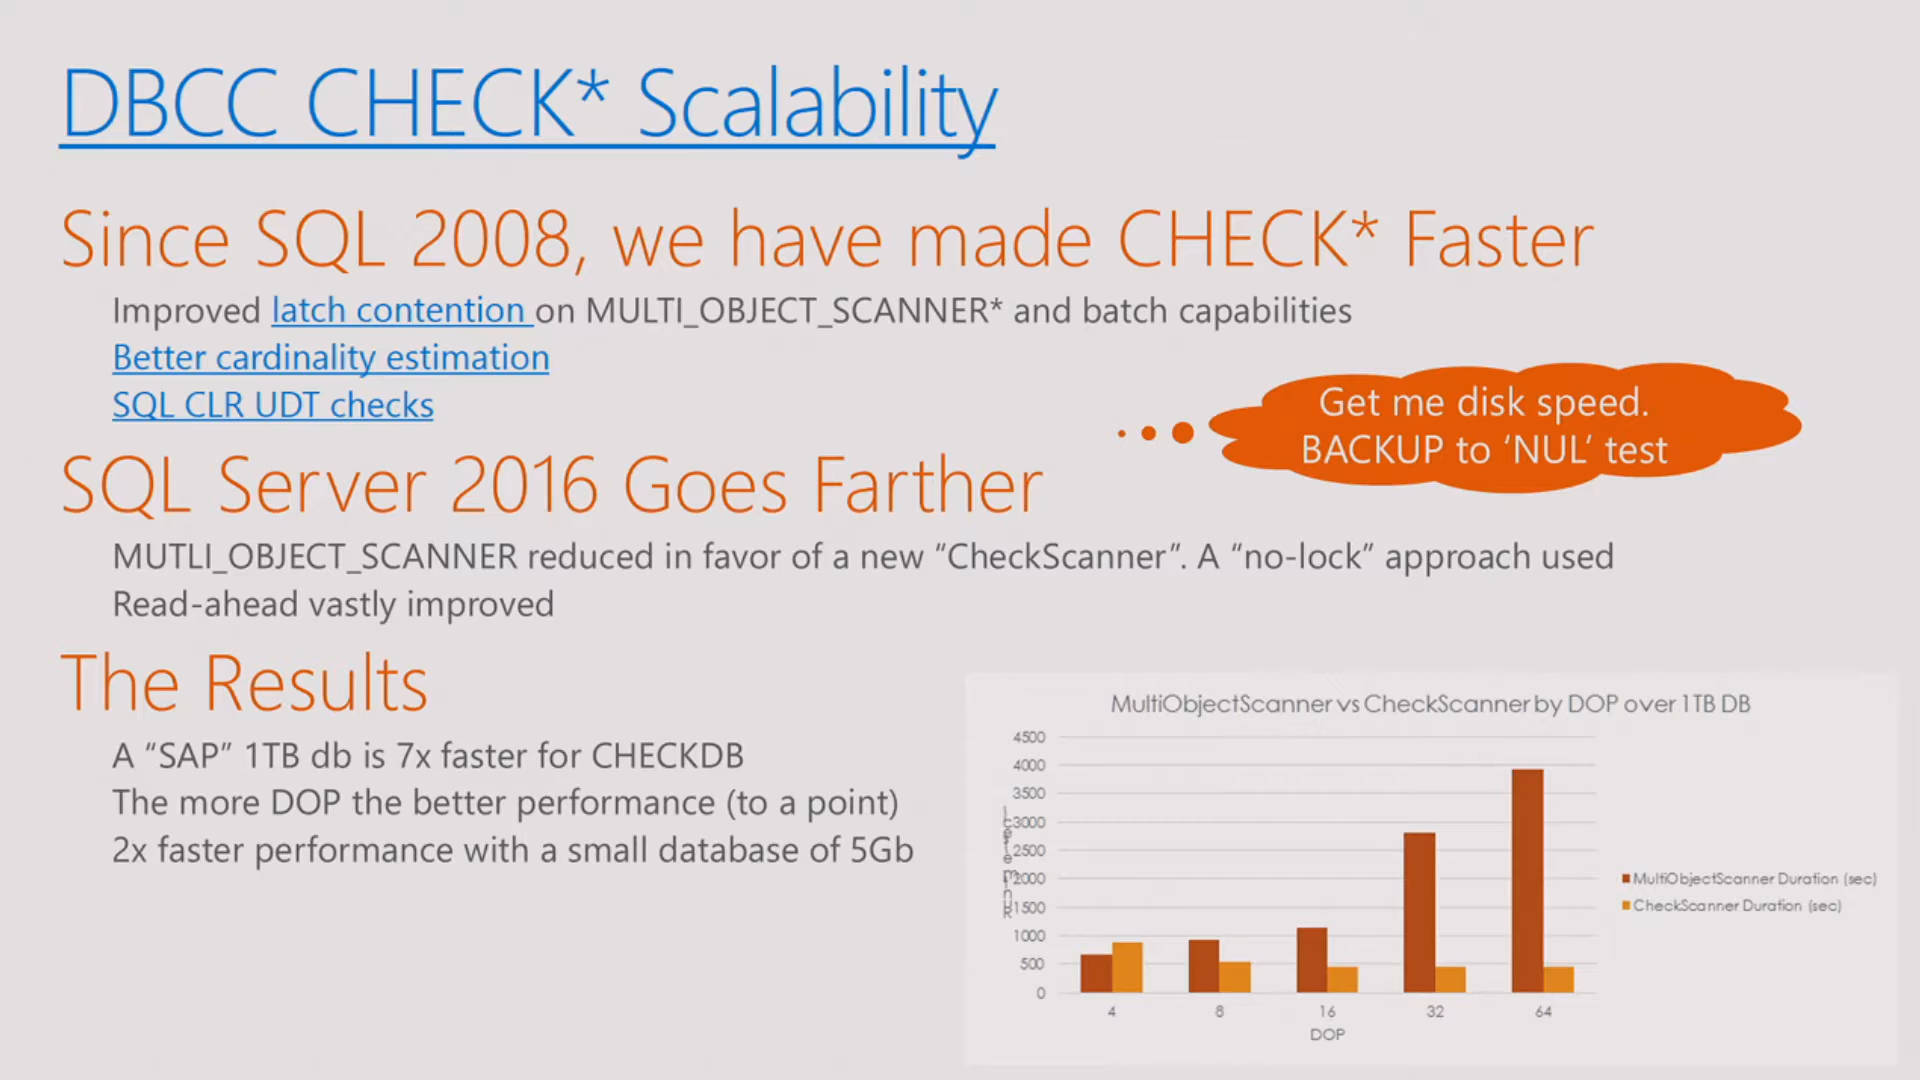 DBCC CHECK* Scalability
Since SQL 2008, we have made CHECK* Faster
Improved latch contention on MULTI_OBJECT_SCANNER* and batch capabilities
Better cardinality estimation
SQL CLR UDT checks
Get me disk speed.
BACKUP to ‘NUL’ test
SQL Server 2016 Goes Farther
MUTLI_OBJECT_SCANNER reduced in favor of a new “CheckScanner”. A “no-lock” approach used
Read-ahead vastly improved
The Results
A “SAP” 1TB db is 7x faster for CHECKDB
The more DOP the better performance (to a point)
2x faster performance with a small database of 5Gb
MultiObjectScanner vs CheckScanner by DOP over 1TB DB
4500
4000
3500
3000
2500
2000
1500
1000
500
0
4 8 16 32 64
DOP
MultiObjectScanner Duration (sec)
CheckScanner Duration (sec)